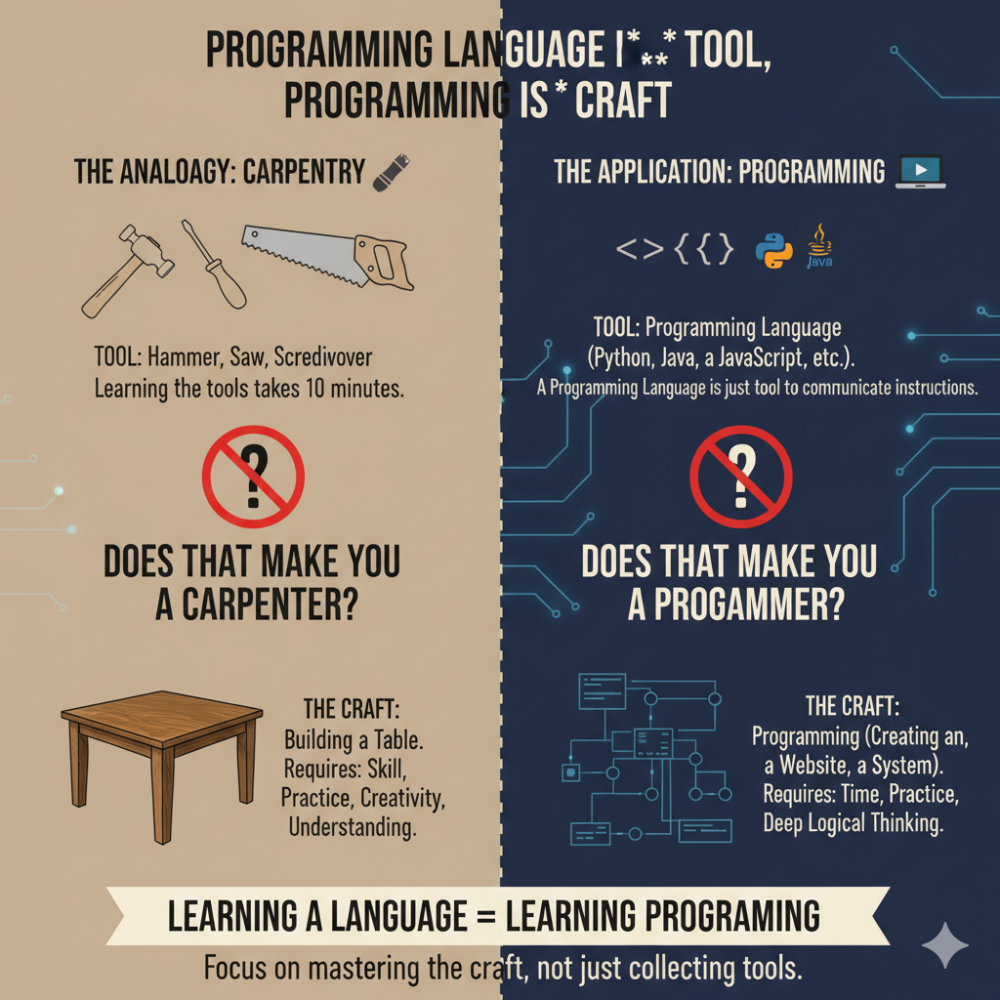 PROGRAMMING LANGUAGE I*** TOOL,
PROGRAMMING IS* CRAFT
THE ANALOAGY: CARPENTRY
TOOL: Hammer, Saw, Scredivover
Learning the tools takes 10 minutes.
?
DOES THAT MAKE YOU
A CARPENTER?
THE CRAFT:
Building a Table.
Requires: Skill,
Practice, Creativity,
Understanding.
THE APPLICATION: PROGRAMMING
<> {{}}
Java
TOOL: Programming Language
(Python, Java, a JavaScript, etc.).
A Programming Language is just tool to communicate instructions.
?
DOES THAT MAKE YOU
A PROGAMMER?
THE CRAFT:
Programming (Creating an,
a Website, a System).
Requires: Time, Practice,
Deep Logical Thinking.
LEARNING A LANGUAGE = LEARNING PROGRAMING
Focus on mastering the craft, not just collecting tools.